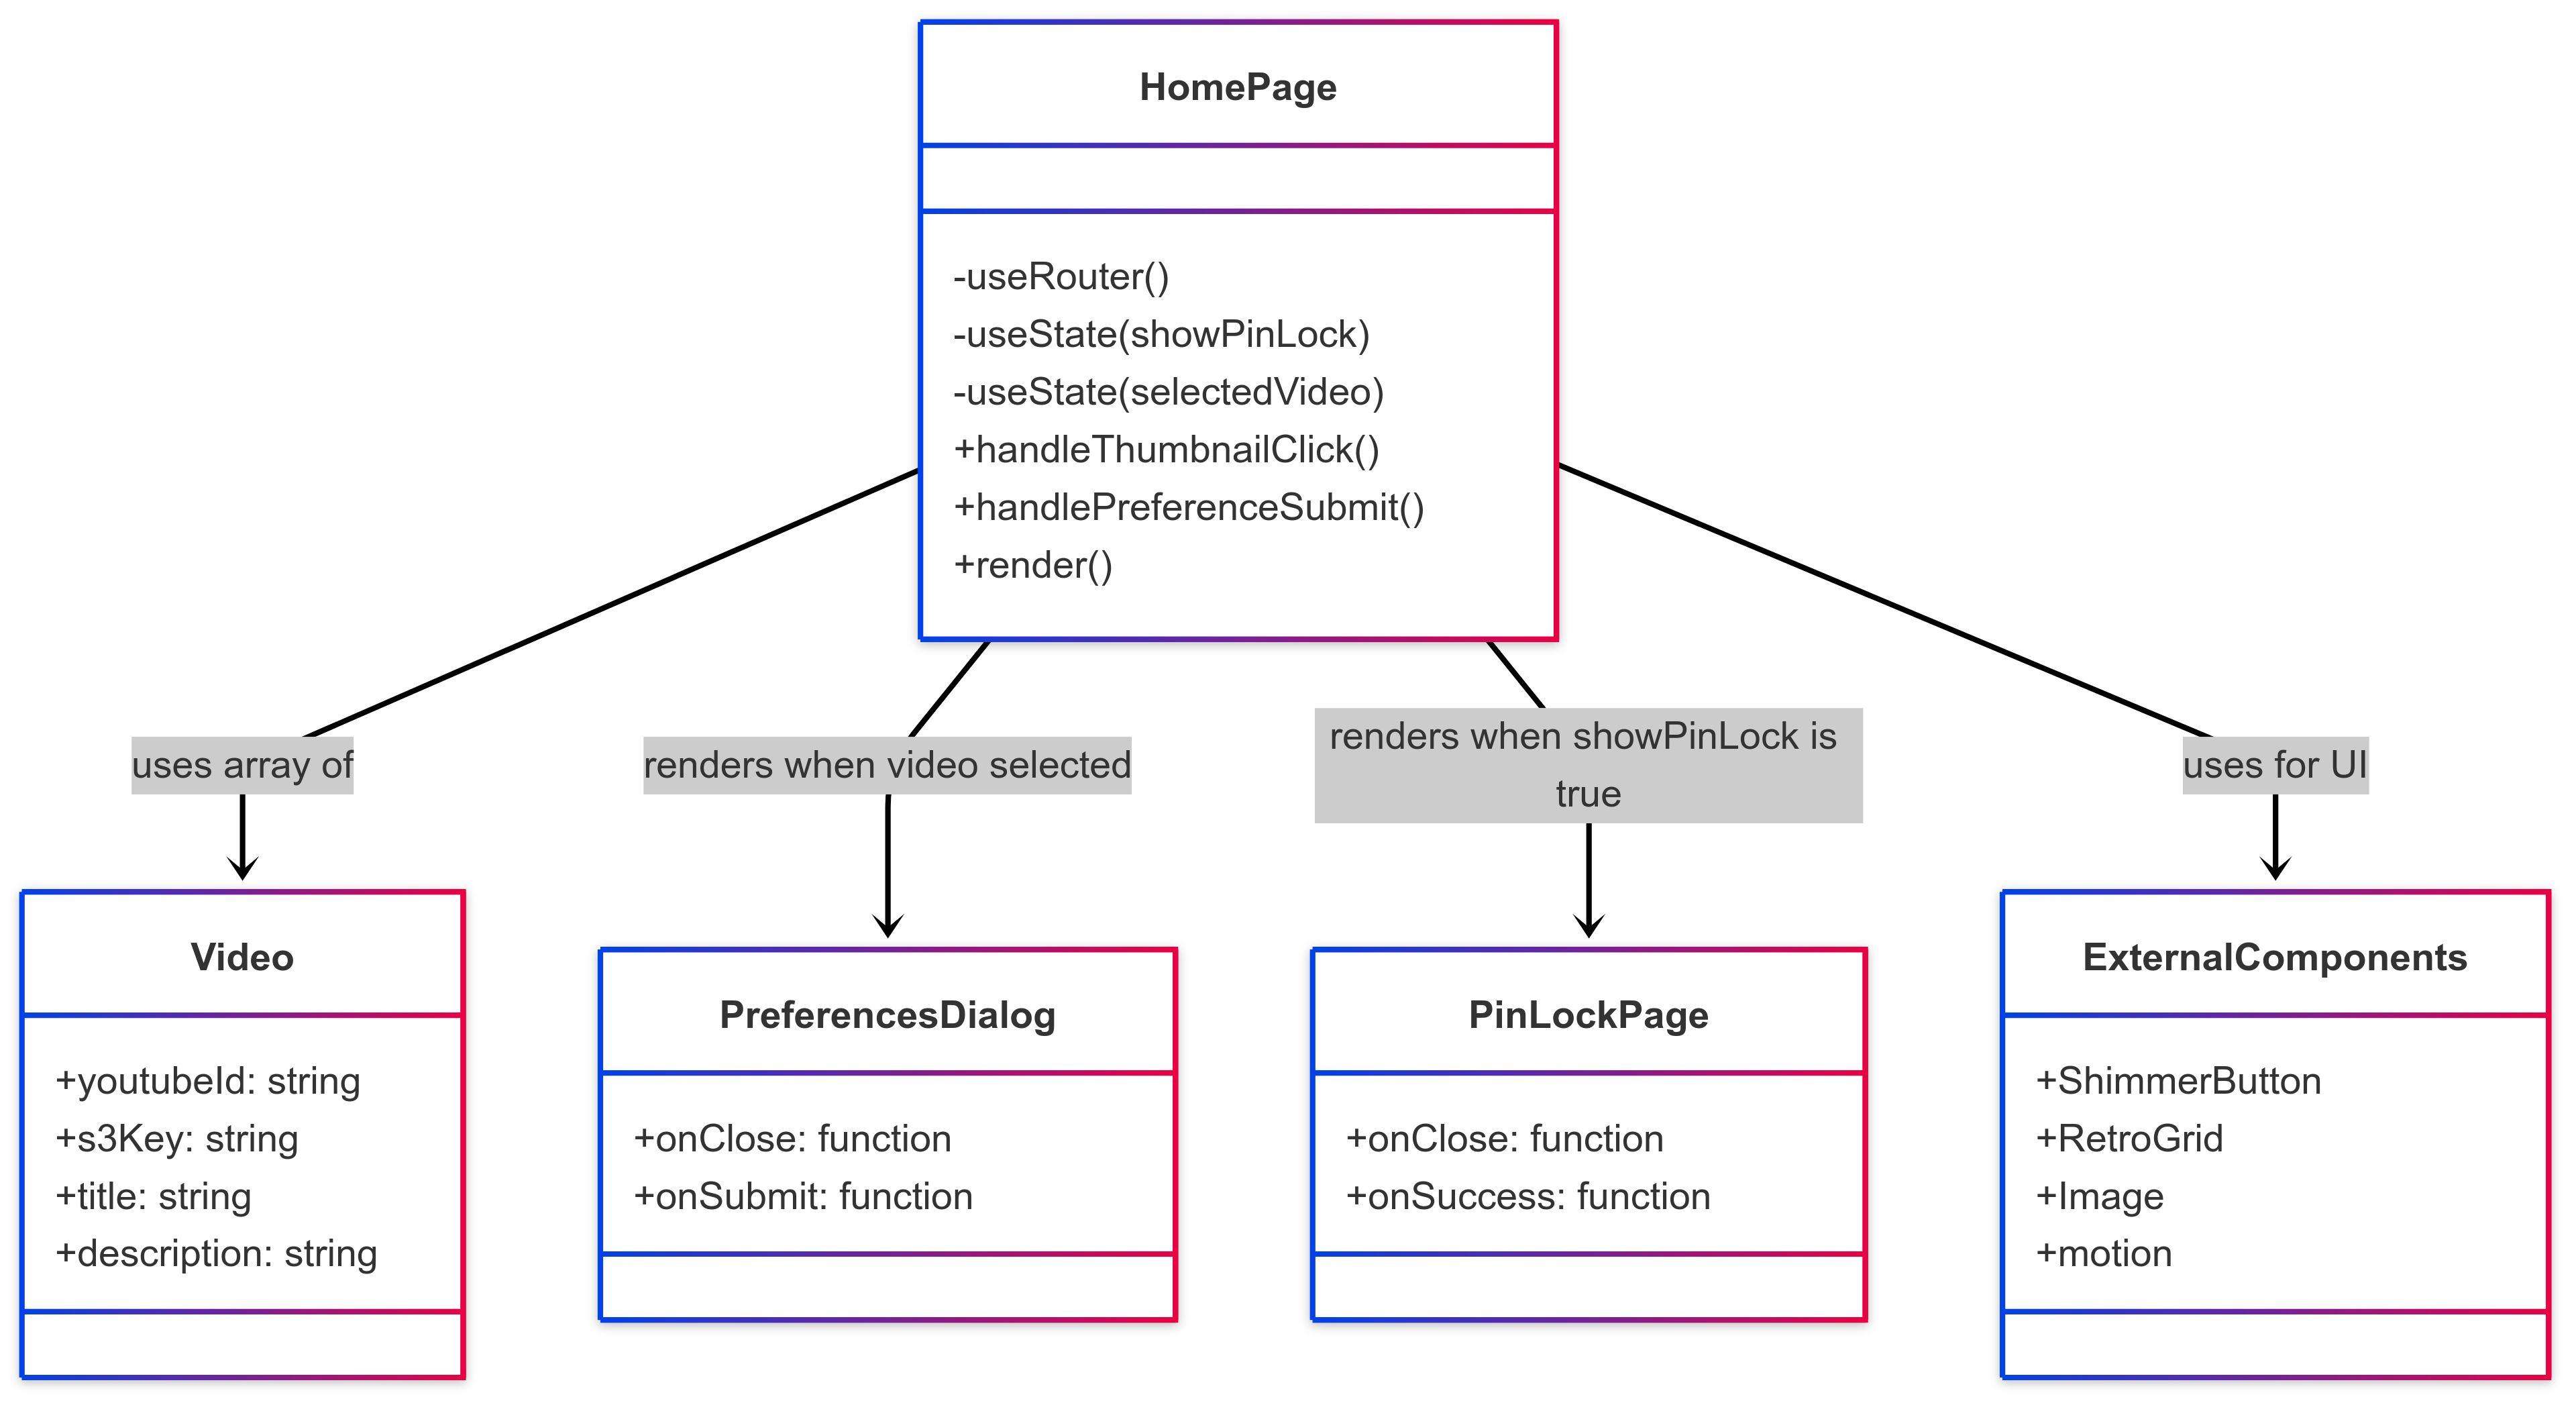 HomePage
-useRouter()
-useState(showPinLock)
-useState(selectedVideo)
+handleThumbnailClick()
+handlePreferenceSubmit()
+render()
uses array of
renders when video selected
renders when showPinLock is
true
uses for UI
Video
+youtubeId: string
+s3Key: string
+title: string
+description: string
PreferencesDialog
+onClose: function
+onSubmit: function
PinLockPage
+onClose: function
+onSuccess: function
ExternalComponents
+ShimmerButton
+RetroGrid
+Image
+motion